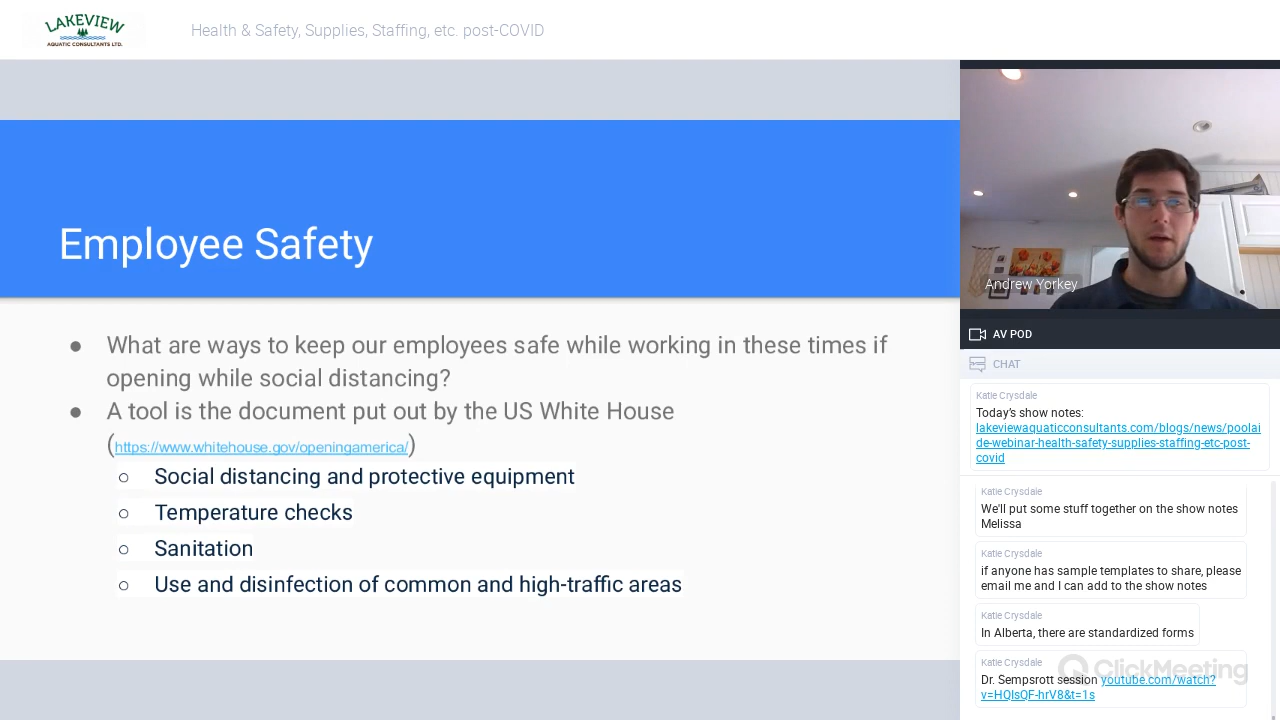 LAKEVIEW
AQUATIC CONSULTANTS LTD.
Health & Safety, Supplies, Staffing, etc. post-COVID
Employee Safety
● What are ways to keep our employees safe while working in these times if
opening while social distancing?
● A tool is the document put out by the US White House
(https://www.whitehouse.gov/openingamerica/)
○ Social distancing and protective equipment
○ Temperature checks
○ Sanitation
○ Use and disinfection of common and high-traffic areas
Andrew Yorkey
AV POD
CHAT
Katie Crysdale
Today's show notes:
lakeviewaquaticconsultants.com/blogs/news/poolai
de-webinar-health-safety-supplies-staffing-etc-post-
covid
Katie Crysdale
We'll put some stuff together on the show notes
Melissa
Katie Crysdale
if anyone has sample templates to share, please
email me and I can add to the show notes
Katie Crysdale
In Alberta, there are standardized forms
Katie Crysdale
Dr. Sempsrott session youtube.com/watch?
v=HQIsQF-hrV8&t=1s
ClickMeeting